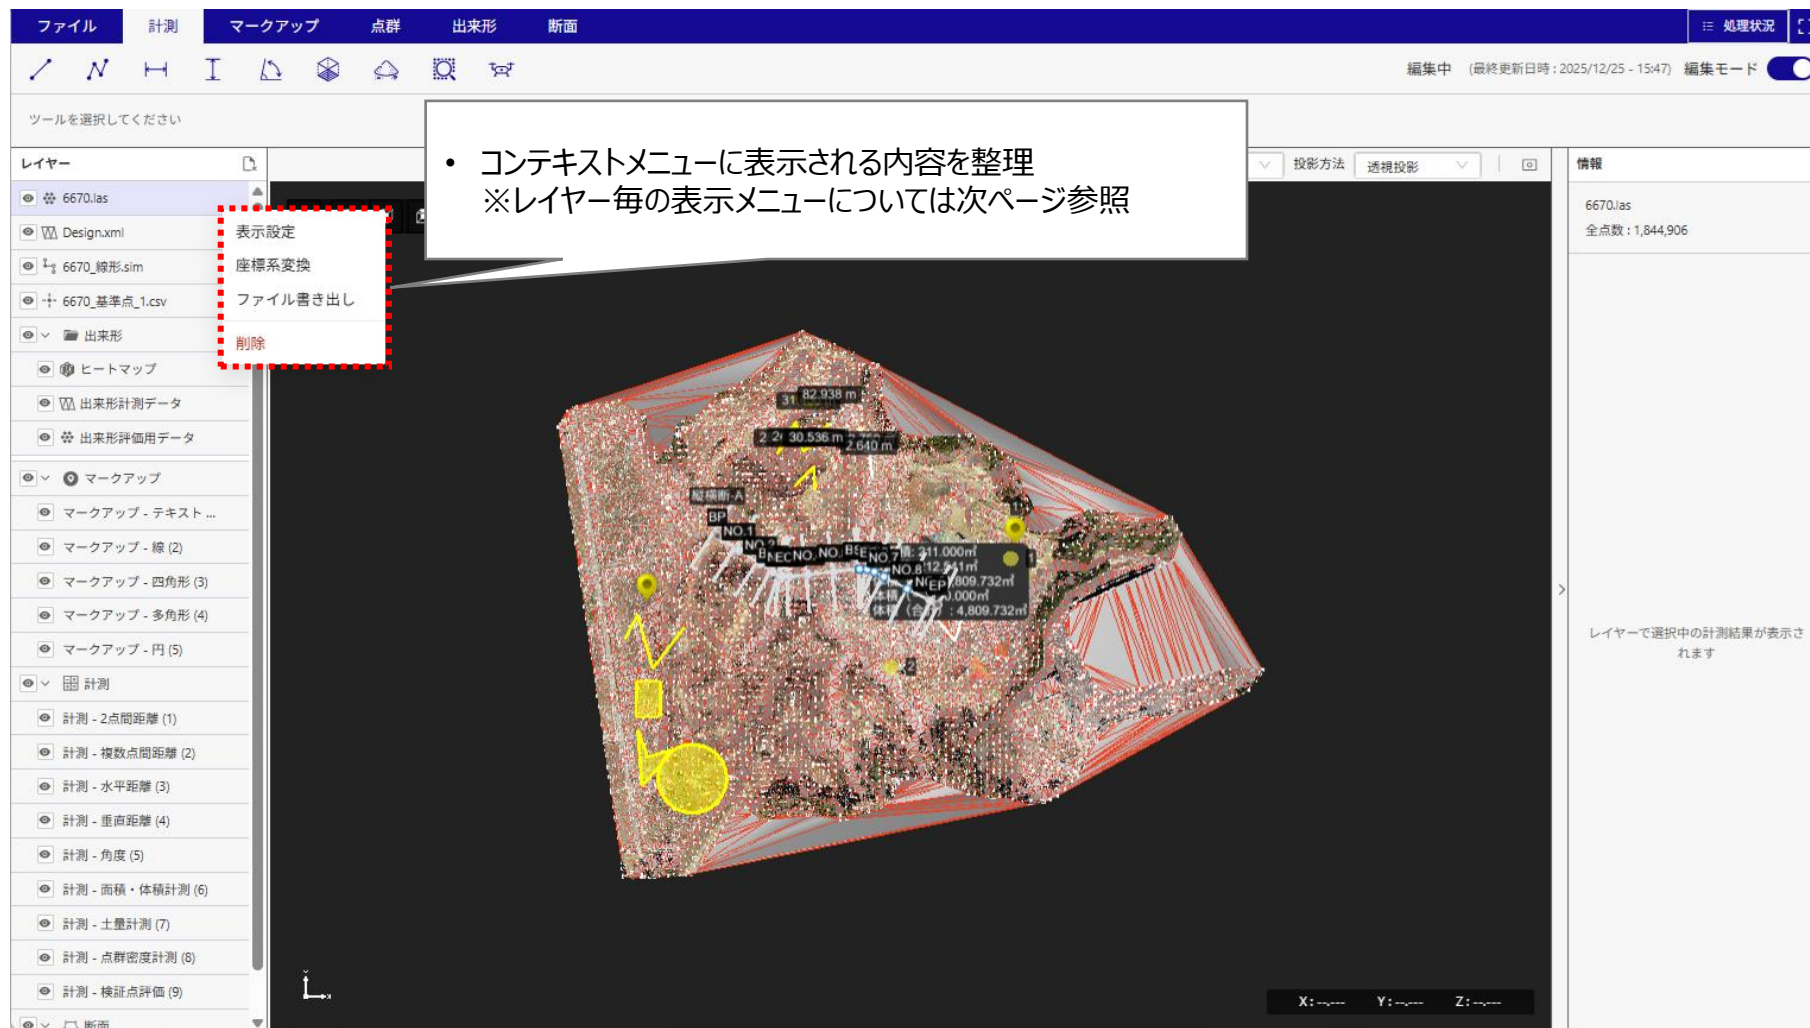 ファイル
計測
マークアップ
点群
出来形
断面
処理状況
編集中
(最終更新日時 : 2025/12/25 - 15:47)
編集モード
ツールを選択してください
• コンテキストメニューに表示される内容を整理
※レイヤー毎の表示メニューについては次ページ参照
レイヤー
投影方法
透視投影
情報
6670.las
Design.xml
6670_線形.sim
6670_基準点_1.csv
出来形
ヒートマップ
出来形計測データ
出来形評価用データ
マークアップ
マークアップ - テキスト ...
マークアップ - 線 (2)
マークアップ - 四角形 (3)
マークアップ - 多角形 (4)
マークアップ - 円 (5)
計測
計測 - 2点間距離 (1)
計測 - 複数点間距離 (2)
計測 - 水平距離 (3)
計測 - 垂直距離 (4)
計測 - 角度 (5)
計測 - 面積・体積計測 (6)
計測 - 土量計測 (7)
計測 - 点群密度計測 (8)
計測 - 検証点評価 (9)
断面
表示設定
座標系変換
ファイル書き出し
削除
82.938 m
30.536 m
2.640 m
縦横断-A
BP
NO.1
NO.7
211.000㎡
NO.8
EP
809.732㎥
体積（合計）: 4,809.732㎥
1
2
X : --.---
Y : --.---
Z : --.---
6670.las
全点数 : 1,844,906
レイヤーで選択中の計測結果が表示さ
れます